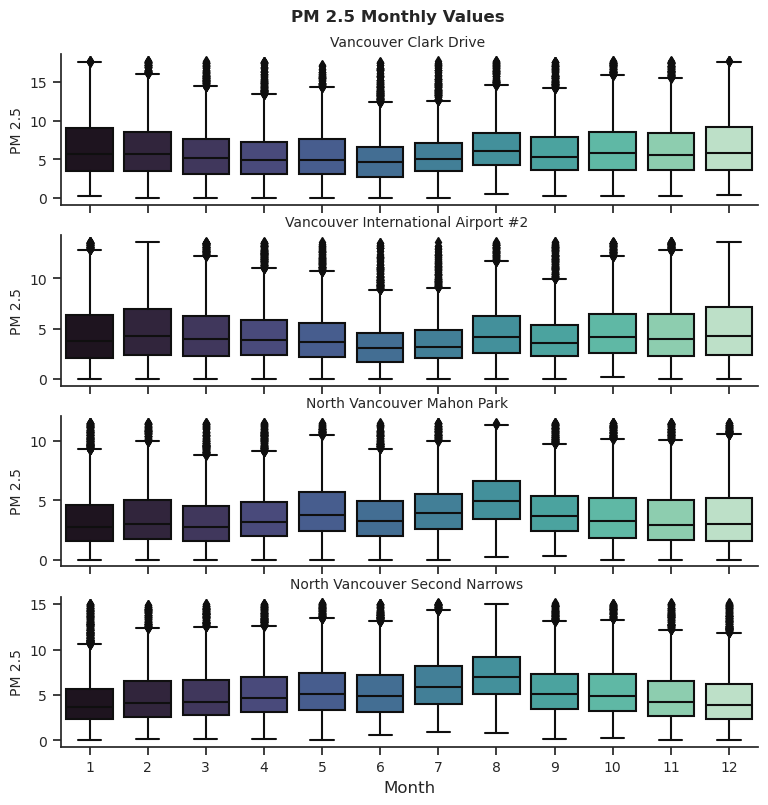 PM 2.5 Monthly Values
Vancouver Clark Drive
PM 2.5
15
10
5
0
Vancouver International Airport #2
PM 2.5
10
5
0
North Vancouver Mahon Park
PM 2.5
10
5
0
North Vancouver Second Narrows
PM 2.5
15
10
5
0
1 2 3 4 5 6 7 8 9 10 11 12
Month